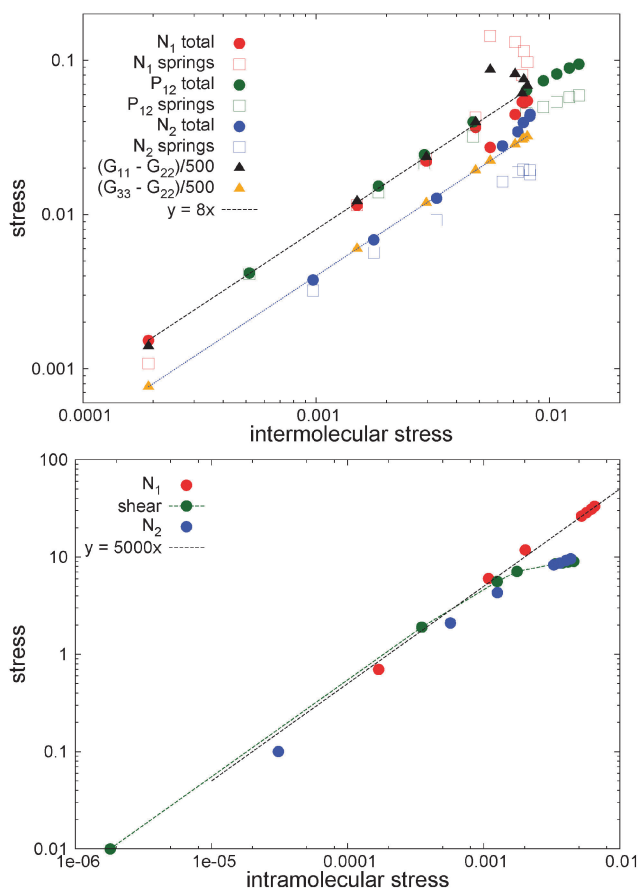 N₁ total
N₁ springs
P₁₂ total
P₁₂ springs
N₂ total
N₂ springs
(G₁₁ - G₂₂)/500
(G₃₃ - G₂₂)/500
y = 8x
0.1
0.01
0.001
stress
0.0001 0.001 0.01
intermolecular stress
N₁
shear
N₂
y = 5000x
100
10
1
0.1
0.01
stress
1e-06 1e-05 0.0001 0.001 0.01
intramolecular stress